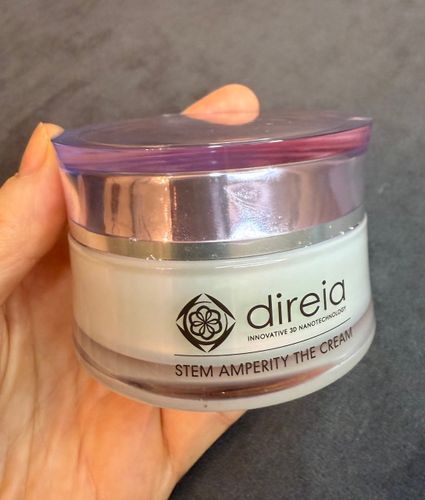 direia
INNOVATIVE 3D NANOTECHNOLOGY
STEM AMPERITY THE CREAM